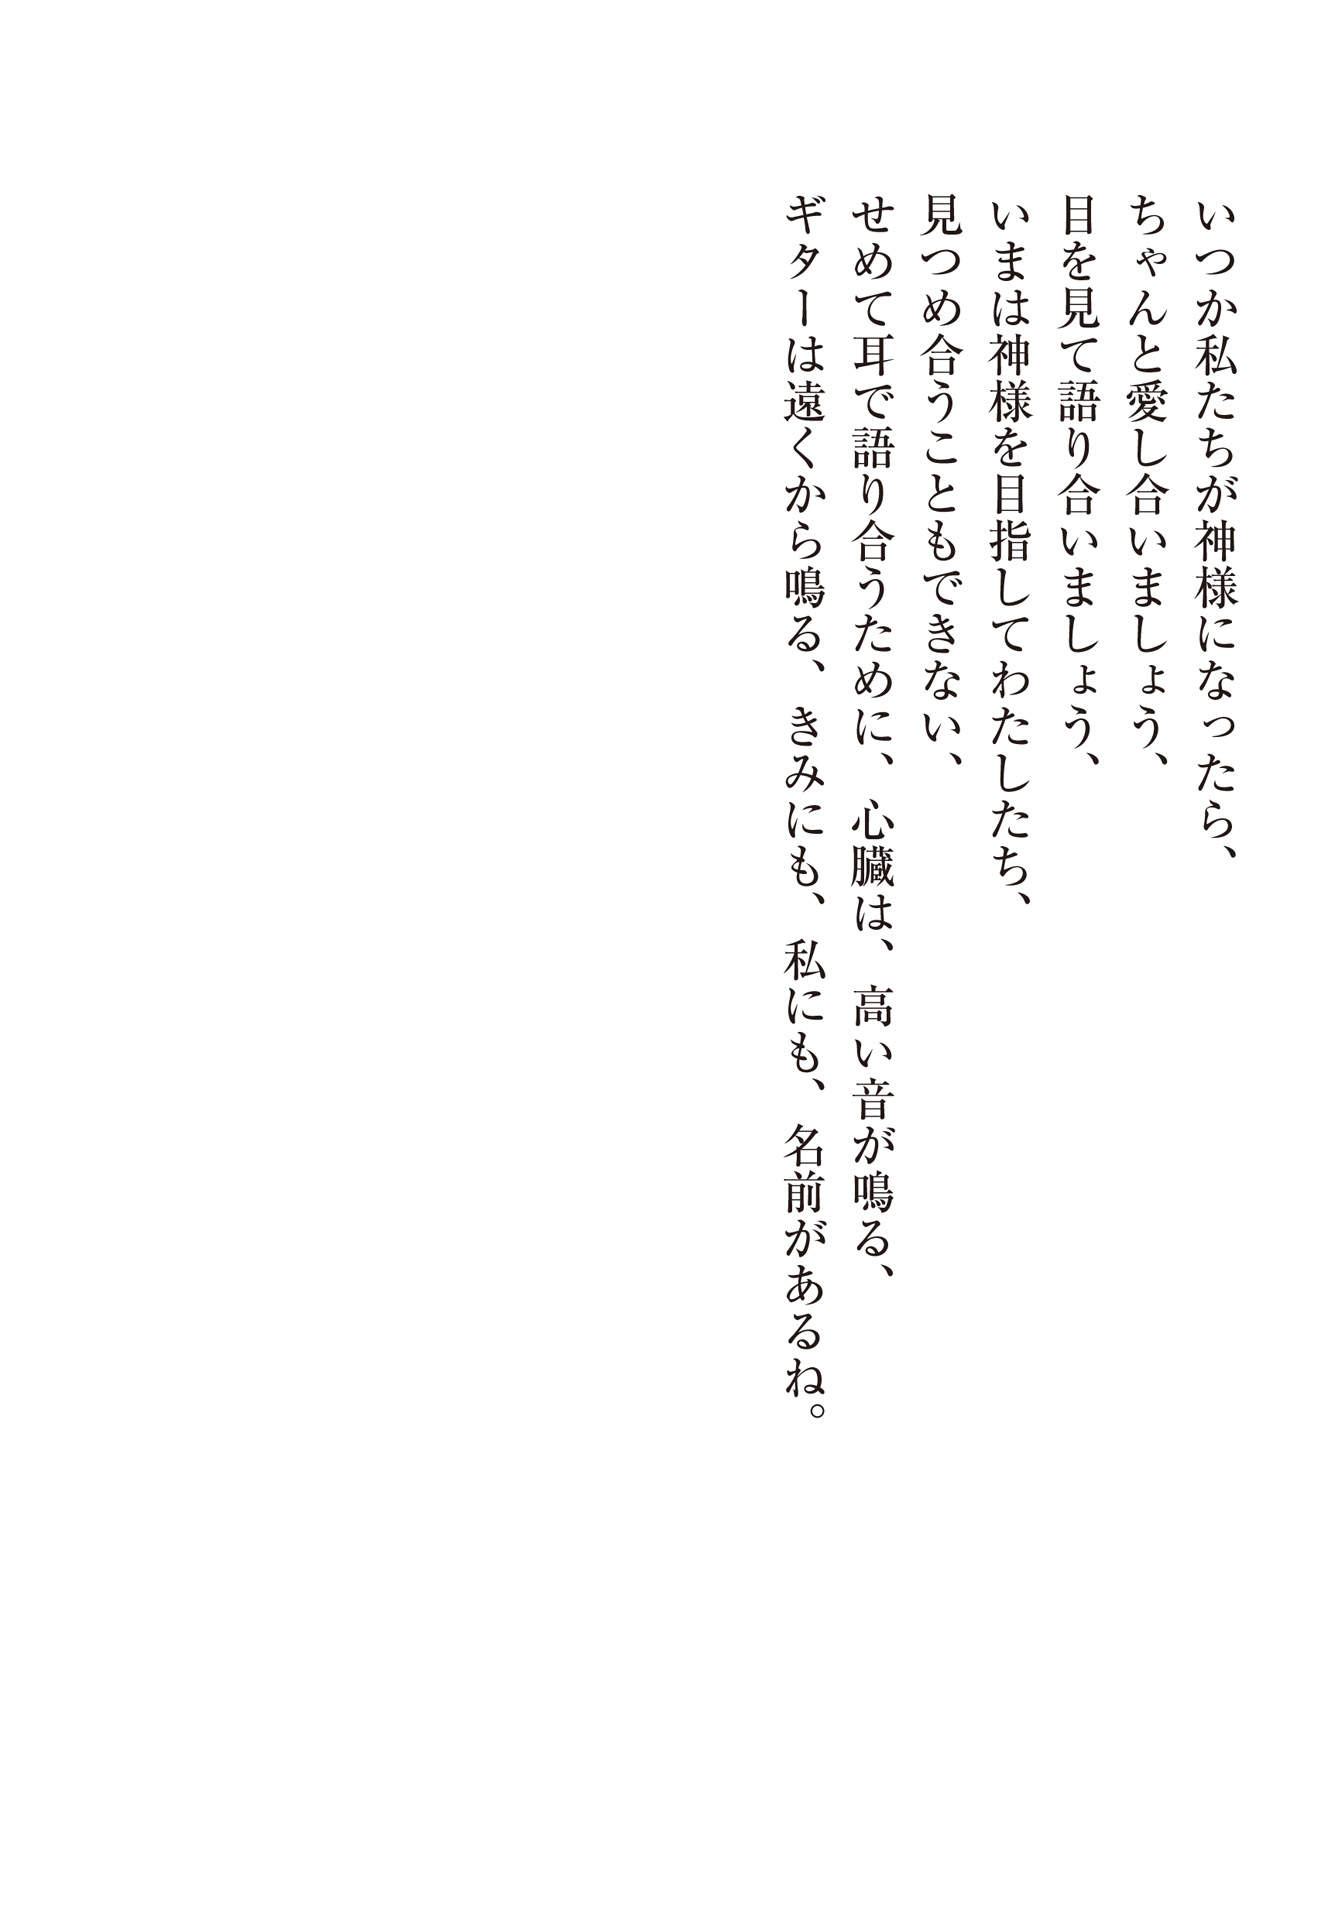 いつか私たちが神様になったら、
ちゃんと愛し合いましょう、
目を見て語り合いましょう、
いまは神様を目指してわたしたち、
見つめ合うこともできない、
せめて耳で語り合うために、心臓は、高い音が鳴る、
ギターは遠くから鳴る、きみにも、私にも、名前があるね。